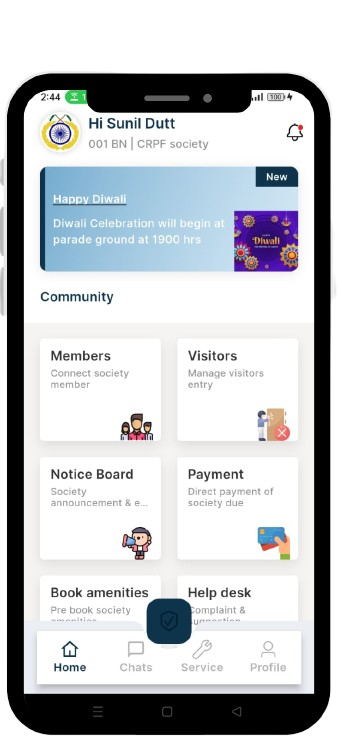 2:44
100
Hi Sunil Dutt
001 BN | CRPF society
New
Happy Diwali
Diwali Celebration will begin at
parade ground at 1900 hrs
Diwali
Community
Members
Connect society
member
Visitors
Manage visitors
entry
Notice Board
Society
announcement & e...
Payment
Direct payment of
society due
Book amenities
Pre book society
amenities
Help desk
Complaint &
suggestion
Home
Chats
Service
Profile